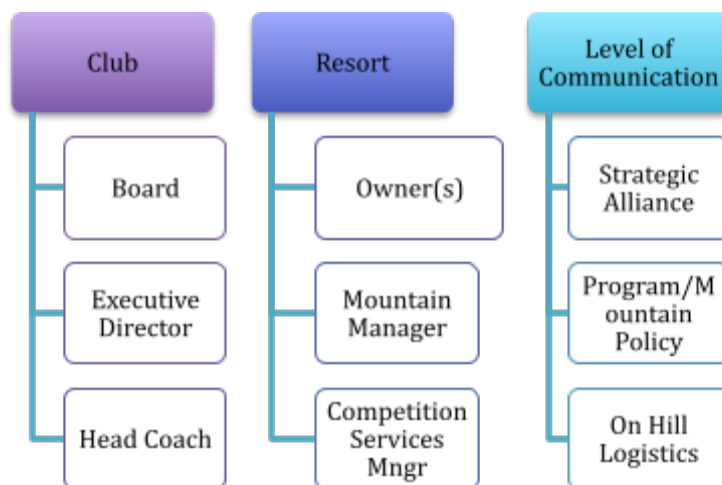 Club
Resort
Level of
Communication
Board
Owner(s)
Strategic
Alliance
Executive
Director
Mountain
Manager
Program/M
ountain
Policy
Head Coach
Competition
Services
Mngr
On Hill
Logistics